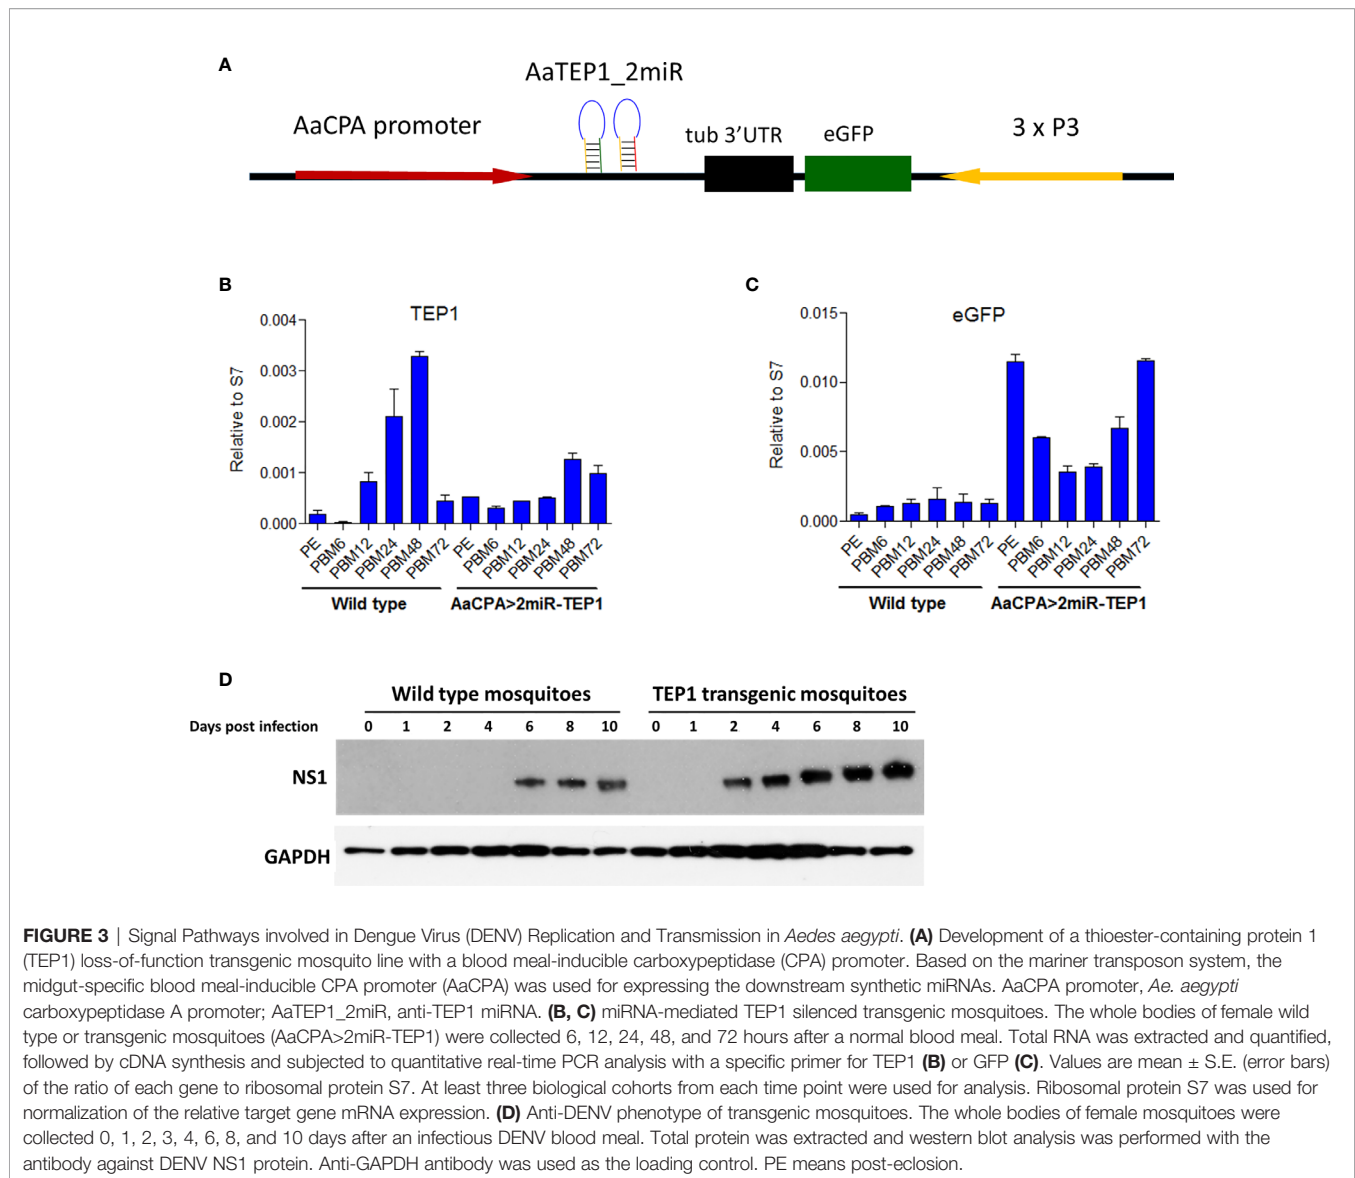 A
AaTEP1_2miR
AaCPA promoter
tub 3'UTR
eGFP
3 x P3
B
TEP1
Relative to S7
0.004
0.003
0.002
0.001
0.000
PE
PBM6
PBM12
PBM24
PBM48
PBM72
PE
PBM6
PBM12
PBM24
PBM48
PBM72
Wild type
AaCPA>2miR-TEP1
C
eGFP
Relative to S7
0.015
0.010
0.005
0.000
PE
PBM6
PBM12
PBM24
PBM48
PBM72
PE
PBM6
PBM12
PBM24
PBM48
PBM72
Wild type
AaCPA>2miR-TEP1
D
Wild type mosquitoes TEP1 transgenic mosquitoes
Days post infection 0 1 2 4 6 8 10 0 1 2 4 6 8 10
NS1
GAPDH
FIGURE 3 | Signal Pathways involved in Dengue Virus (DENV) Replication and Transmission in Aedes aegypti. (A) Development of a thioester-containing protein 1
(TEP1) loss-of-function transgenic mosquito line with a blood meal-inducible carboxypeptidase (CPA) promoter. Based on the mariner transposon system, the
midgut-specific blood meal-inducible CPA promoter (AaCPA) was used for expressing the downstream synthetic miRNAs. AaCPA promoter, Ae. aegypti
carboxypeptidase A promoter; AaTEP1_2miR, anti-TEP1 miRNA. (B, C) miRNA-mediated TEP1 silenced transgenic mosquitoes. The whole bodies of female wild
type or transgenic mosquitoes (AaCPA>2miR-TEP1) were collected 6, 12, 24, 48, and 72 hours after a normal blood meal. Total RNA was extracted and quantified,
followed by cDNA synthesis and subjected to quantitative real-time PCR analysis with a specific primer for TEP1 (B) or GFP (C). Values are mean ± S.E. (error bars)
of the ratio of each gene to ribosomal protein S7. At least three biological cohorts from each time point were used for analysis. Ribosomal protein S7 was used for
normalization of the relative target gene mRNA expression. (D) Anti-DENV phenotype of transgenic mosquitoes. The whole bodies of female mosquitoes were
collected 0, 1, 2, 3, 4, 6, 8, and 10 days after an infectious DENV blood meal. Total protein was extracted and western blot analysis was performed with the
antibody against DENV NS1 protein. Anti-GAPDH antibody was used as the loading control. PE means post-eclosion.